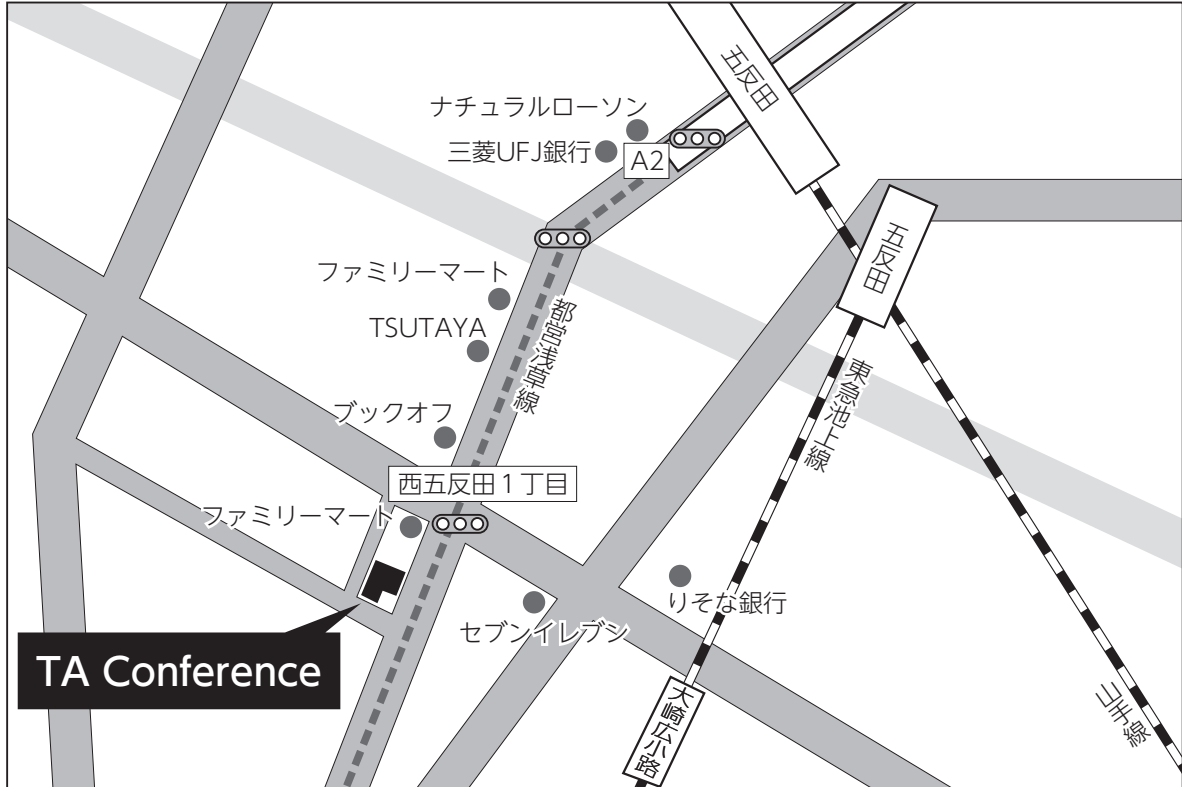 五反田
ナチュラルローソン
三菱UFJ銀行
A2
五反田
ファミリーマート
都営浅草線
TSUTAYA
東急池上線
ブックオフ
西五反田1丁目
ファミリーマート
りそな銀行
セブンイレブン
TA Conference
大崎広小路
山手線